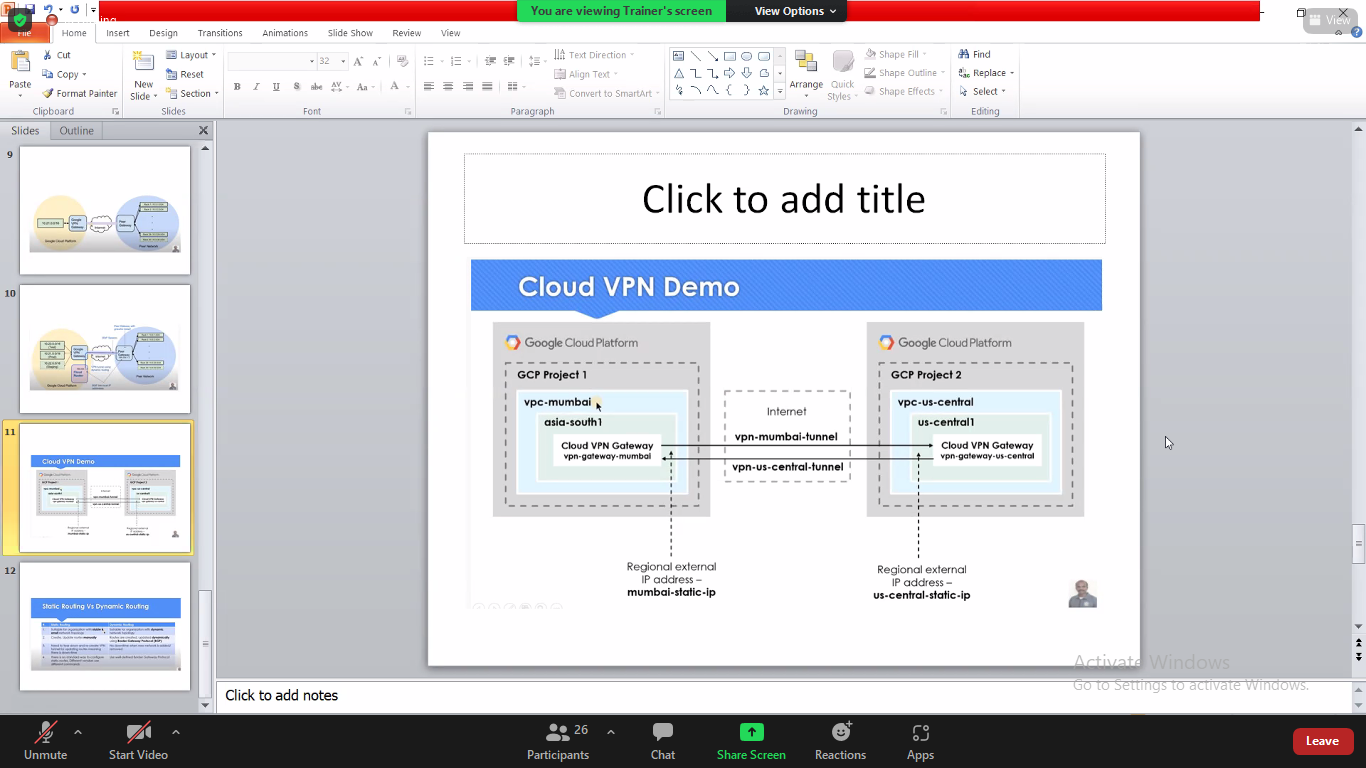 You are viewing Trainer's screen
View Options
View
File
Home
Insert
Design
Transitions
Animations
Slide Show
Review
View
Paste
Cut
Copy
Format Painter
Clipboard
New
Slide
Layout
Reset
Section
Slides
32
Font
Text Direction
Align Text
Convert to SmartArt
Paragraph
Arrange
Quick
Styles
Shape Fill
Shape Outline
Shape Effects
Drawing
Find
Replace
Select
Editing
Slides
Outline
9
10
11
Cloud VPN Demo
12
Static Routing Vs Dynamic Routing
Click to add title
Cloud VPN Demo
Google Cloud Platform
GCP Project 1
vpc-mumbai
asia-south1
Cloud VPN Gateway
vpn-gateway-mumbai
Internet
vpn-mumbai-tunnel
vpn-us-central-tunnel
Google Cloud Platform
GCP Project 2
vpc-us-central
us-central1
Cloud VPN Gateway
vpn-gateway-us-central
Regional external
IP address –
mumbai-static-ip
Regional external
IP address –
us-central-static-ip
Activate Windows
Go to Settings to activate Windows.
Click to add notes
Unmute
Start Video
Participants
26
Chat
Share Screen
Reactions
Apps
Leave